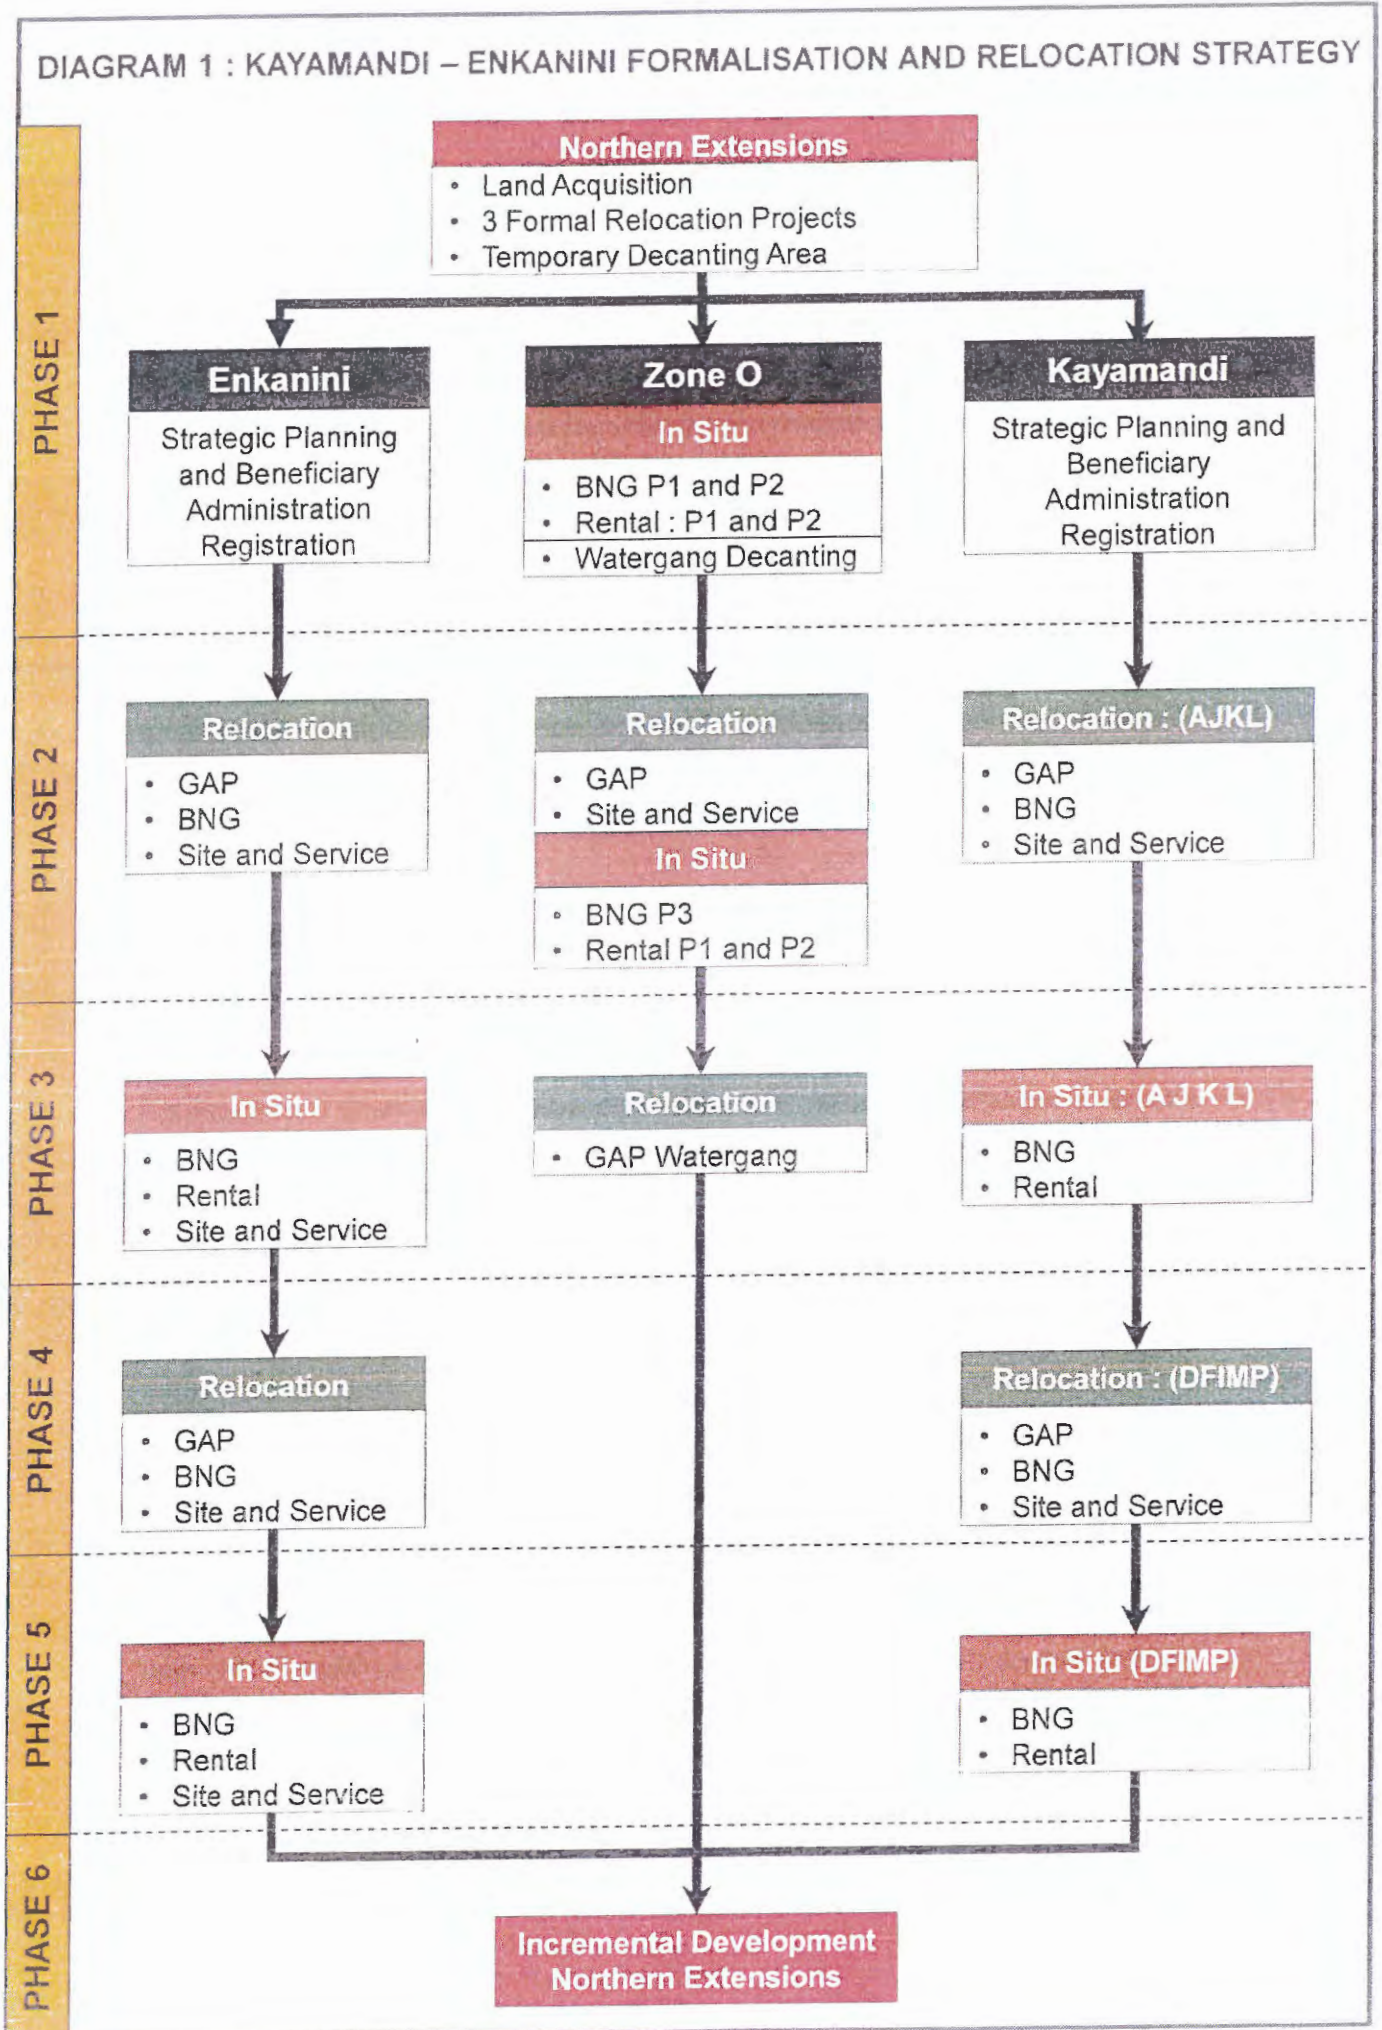 DIAGRAM 1 : KAYAMANDI – ENKANINI FORMALISATION AND RELOCATION STRATEGY
PHASE 1
Northern Extensions
• Land Acquisition
• 3 Formal Relocation Projects
• Temporary Decanting Area
Enkanini
Strategic Planning
and Beneficiary
Administration
Registration
Zone O
In Situ
• BNG P1 and P2
• Rental : P1 and P2
• Watergang Decanting
Kayamandi
Strategic Planning and
Beneficiary
Administration
Registration
PHASE 2
Relocation
• GAP
• BNG
• Site and Service
Relocation
• GAP
• Site and Service
In Situ
• BNG P3
• Rental P1 and P2
Relocation : (AJKL)
• GAP
• BNG
• Site and Service
PHASE 3
In Situ
• BNG
• Rental
• Site and Service
Relocation
• GAP Watergang
In Situ : (A J K L)
• BNG
• Rental
PHASE 4
Relocation
• GAP
• BNG
• Site and Service
Relocation : (DFIMP)
• GAP
• BNG
• Site and Service
PHASE 5
In Situ
• BNG
• Rental
• Site and Service
In Situ (DFIMP)
• BNG
• Rental
PHASE 6
Incremental Development
Northern Extensions